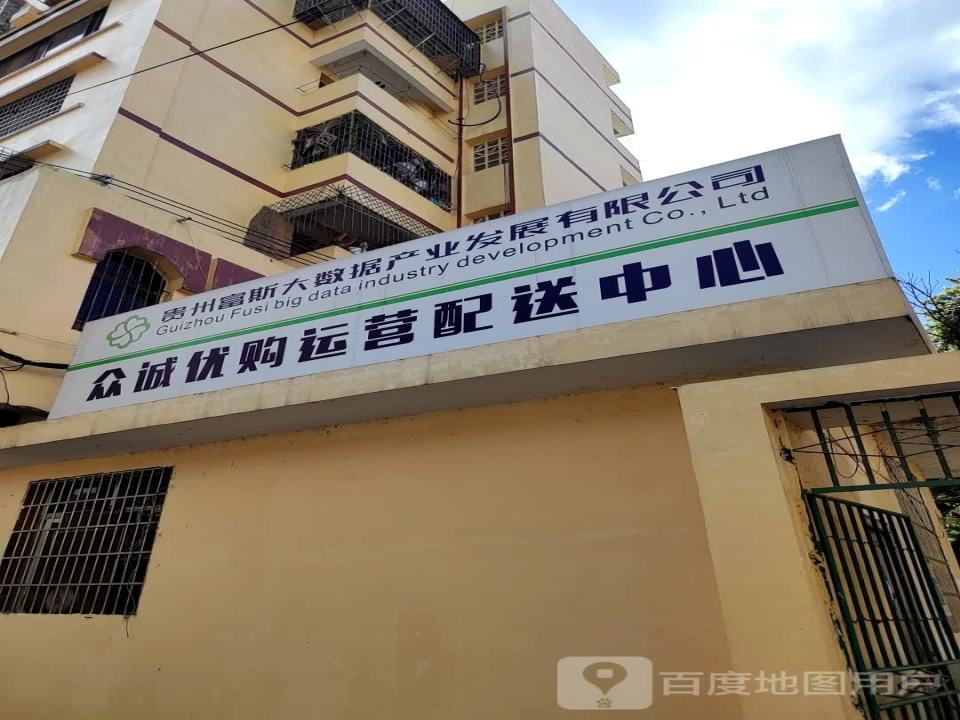 贵州富斯大数据产业发展有限公司
Guizhou Fusi big data industry development Co., Ltd
众诚优购运营配送中心
百度地图用户